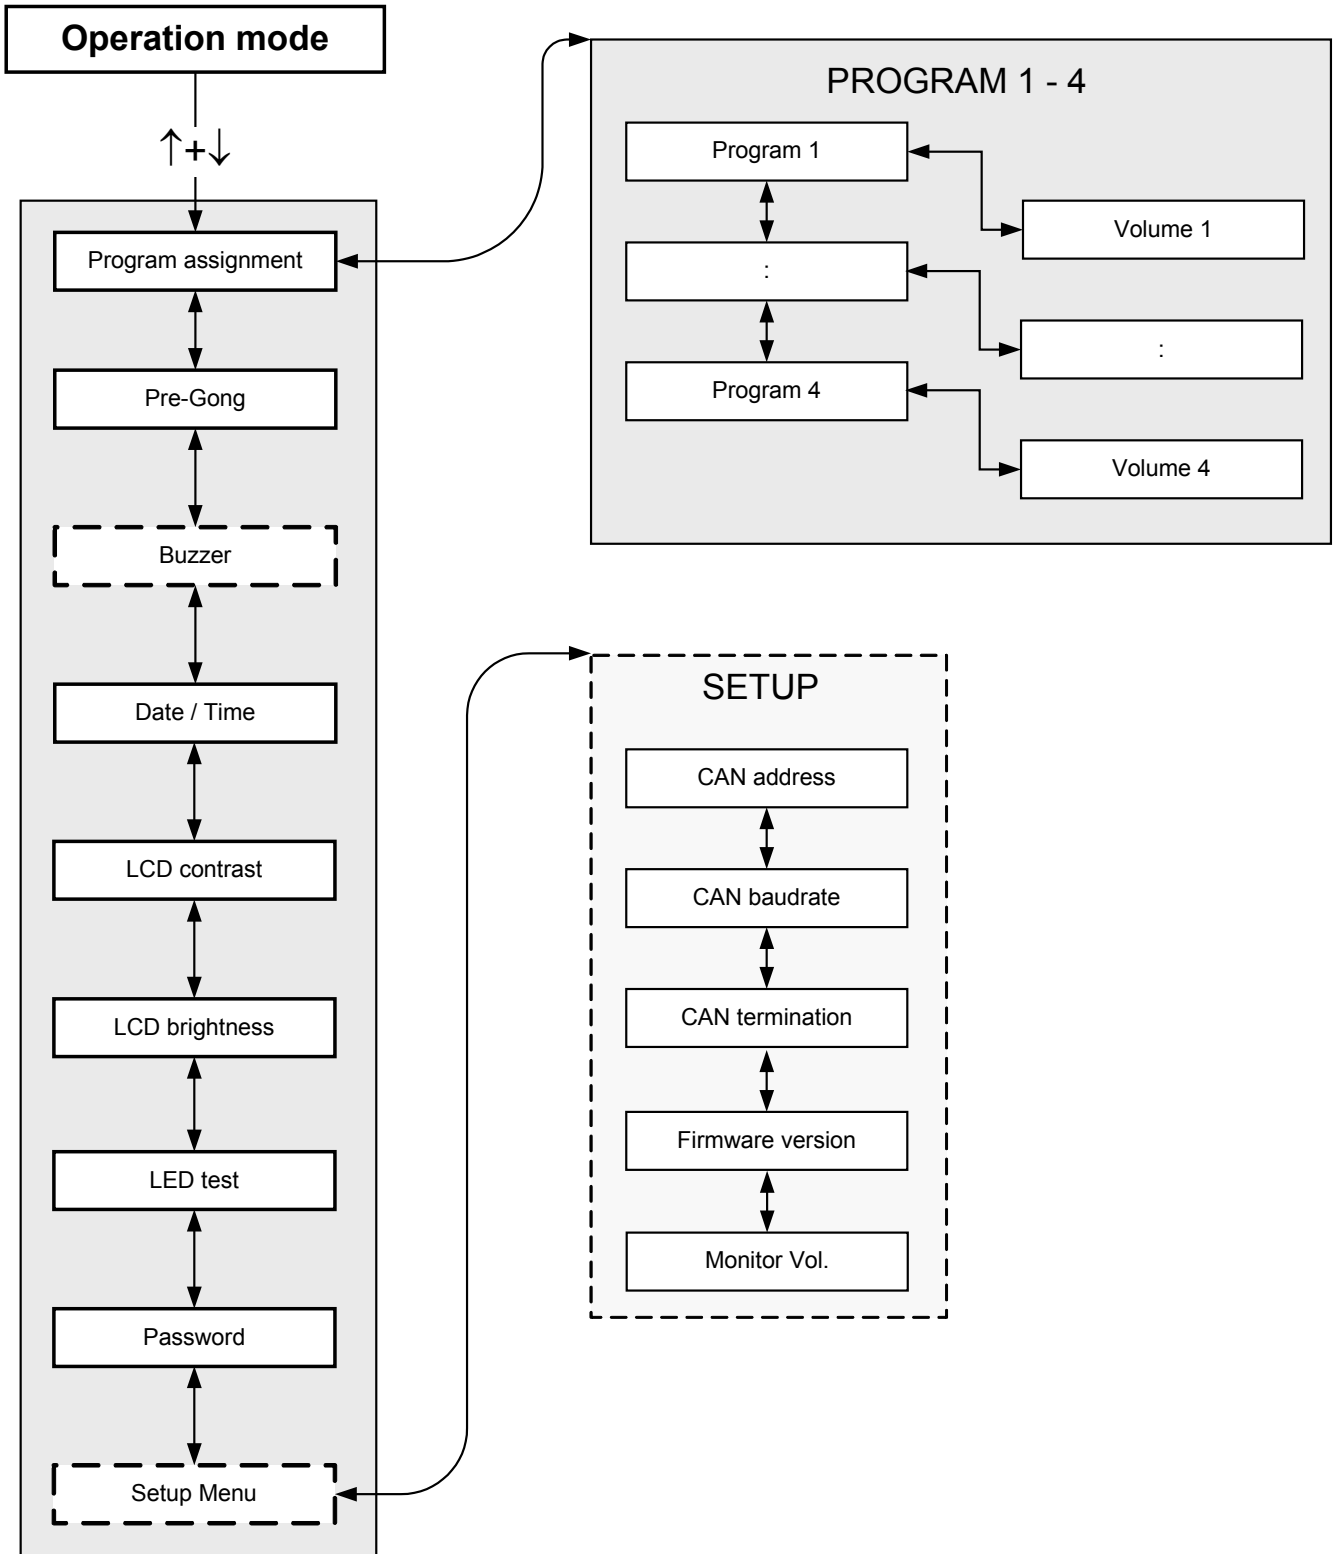 Operation mode
↑+↓
Program assignment
Pre-Gong
Buzzer
Date / Time
LCD contrast
LCD brightness
LED test
Password
Setup Menu
PROGRAM 1 - 4
Program 1
Volume 1
:
:
Program 4
Volume 4
SETUP
CAN address
CAN baudrate
CAN termination
Firmware version
Monitor Vol.